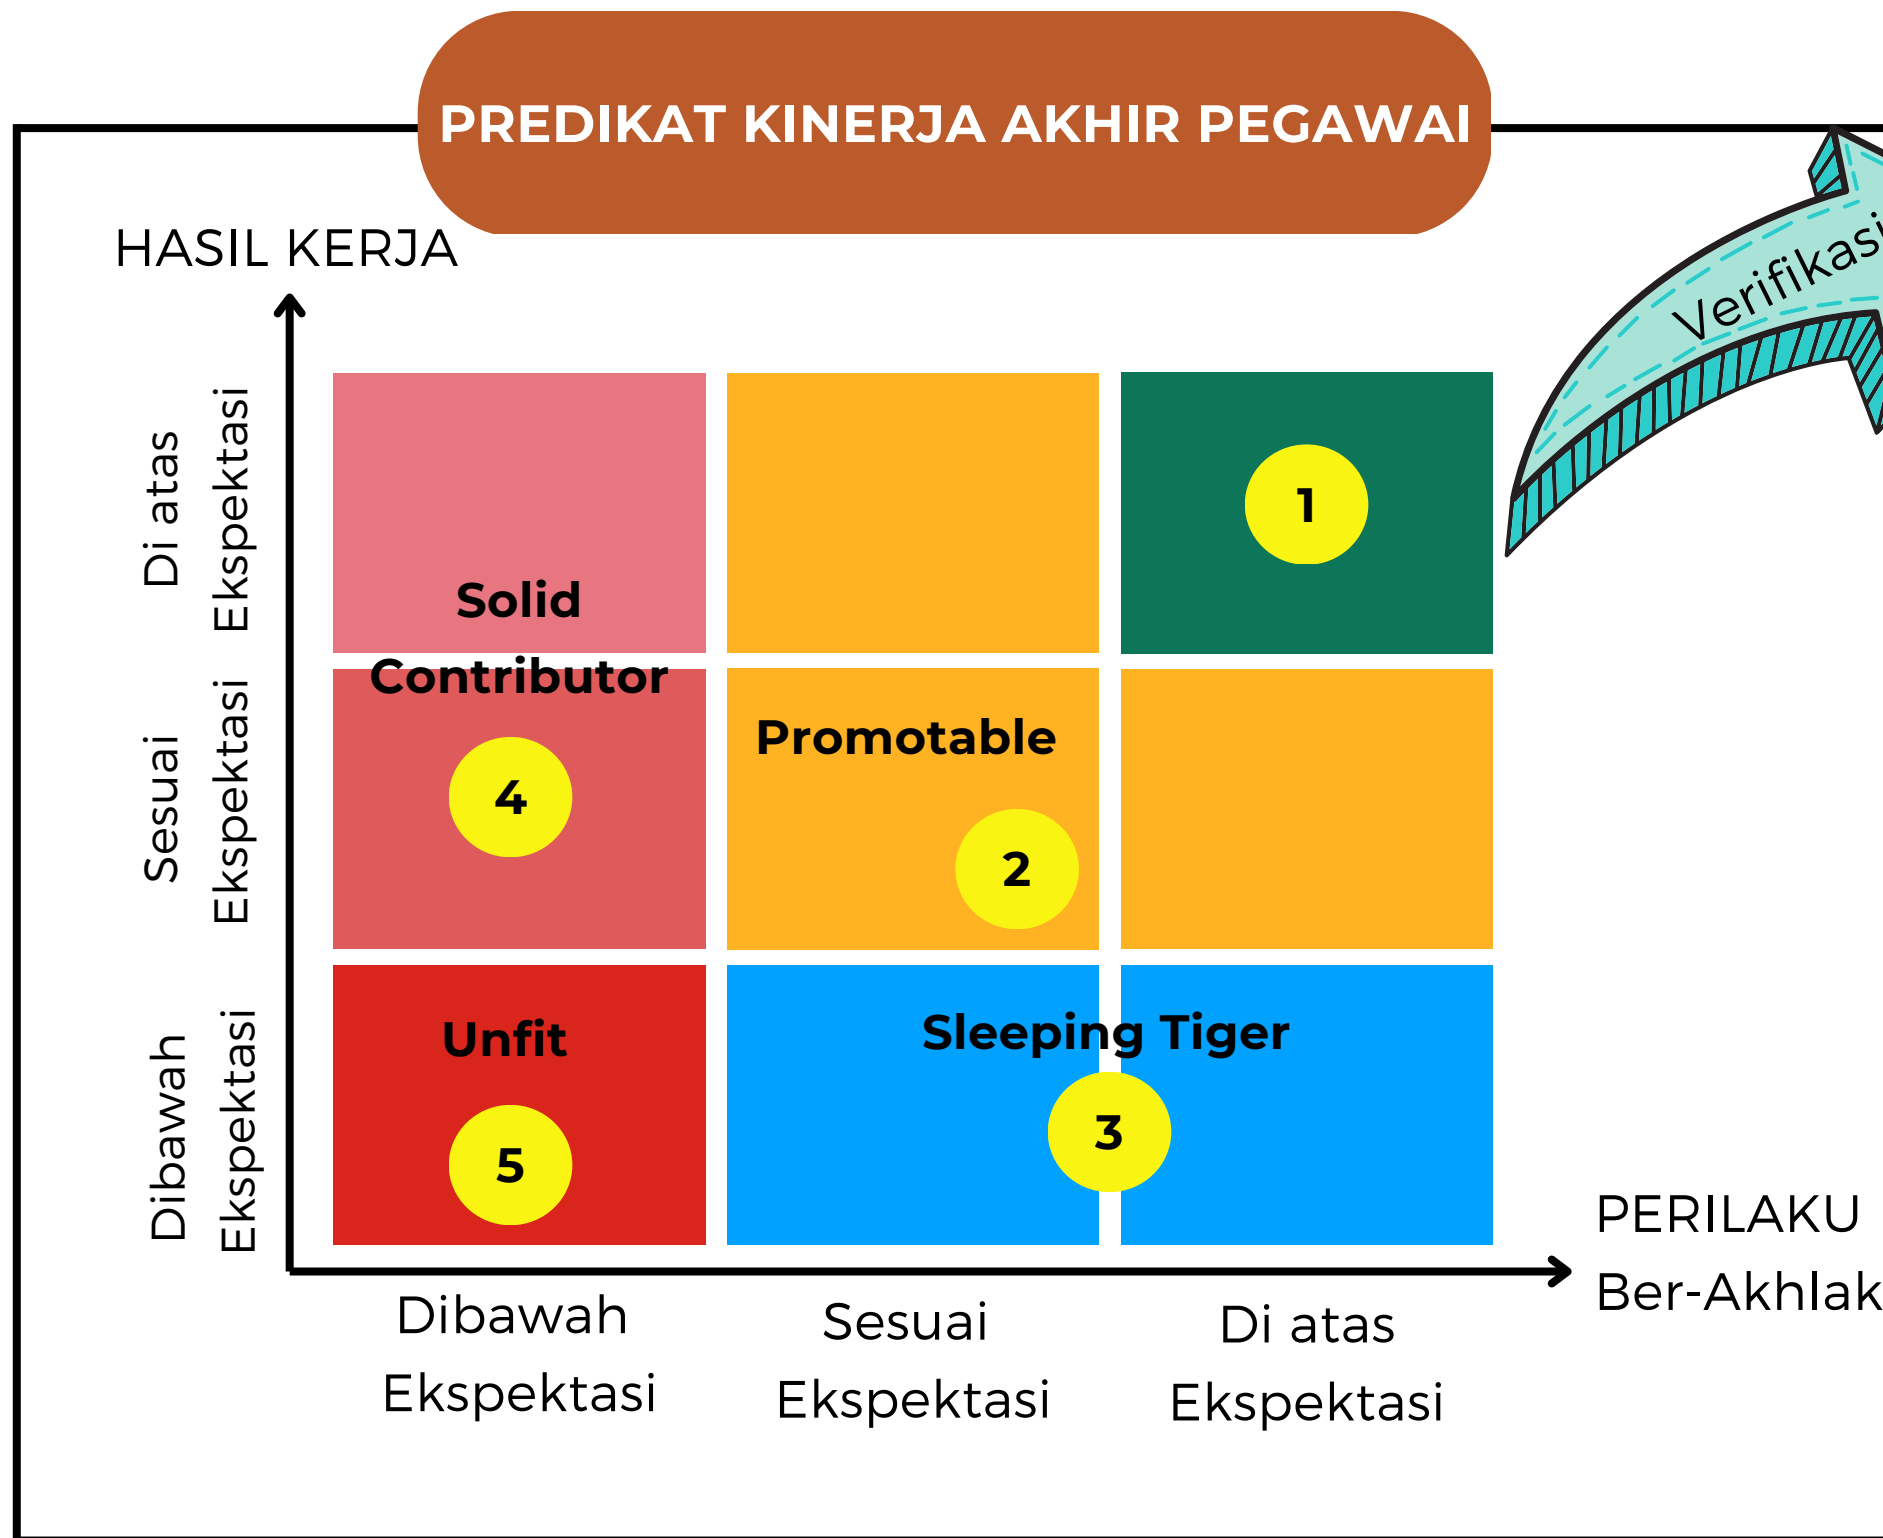 PREDIKAT KINERJA AKHIR PEGAWAI
HASIL KERJA
Verifikasi
Di atas
Ekspektasi
1
Solid
Contributor
Sesuai
Ekspektasi
4
Promotable
2
Dibawah
Ekspektasi
Unfit
5
Sleeping Tiger
3
PERILAKU
Ber-Akhlak
Dibawah
Ekspektasi
Sesuai
Ekspektasi
Di atas
Ekspektasi